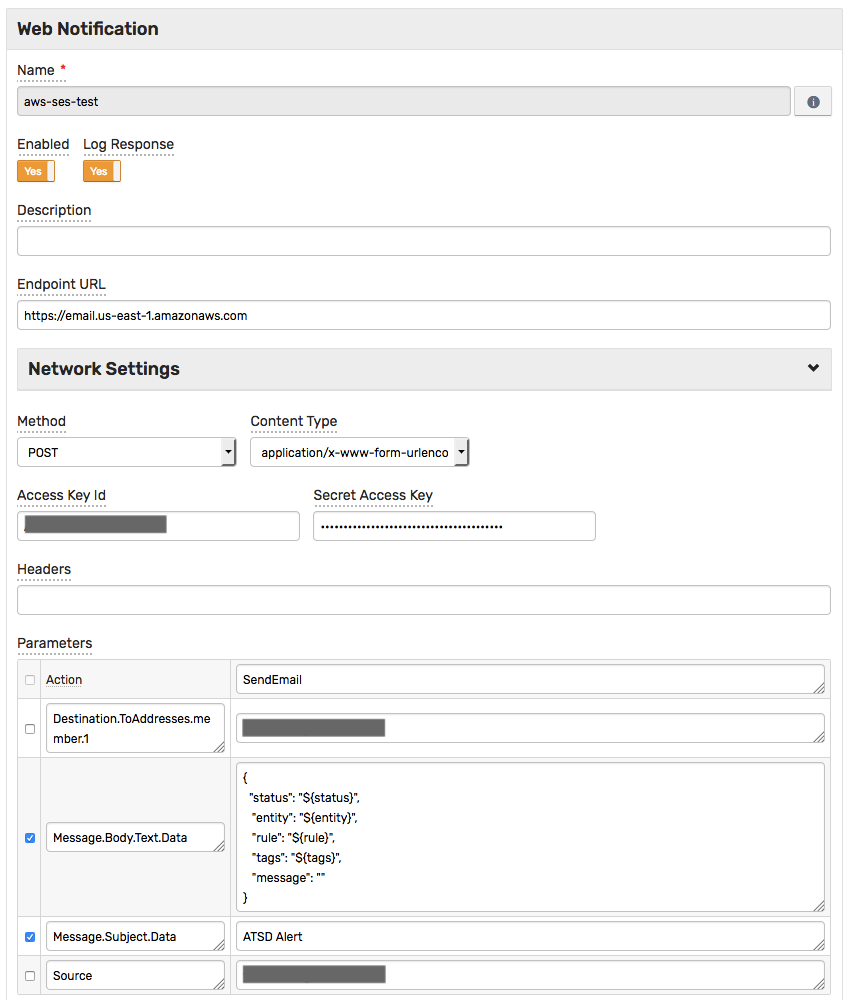 Web Notification
Name *
aws-ses-test
Enabled Log Response
Yes Yes
Description
Endpoint URL
https://email.us-east-1.amazonaws.com
Network Settings
Method Content Type
POST application/x-www-form-urlenco
Access Key Id Secret Access Key
••••••••••••••••••••••••••••••••••••••••
Headers
Parameters
Action SendEmail
Destination.ToAddresses.me
mber.1
{
"status": "${status}",
"entity": "${entity}",
"rule": "${rule}",
Message.Body.Text.Data
"tags": "${tags}",
"message": ""
}
Message.Subject.Data ATSD Alert
Source